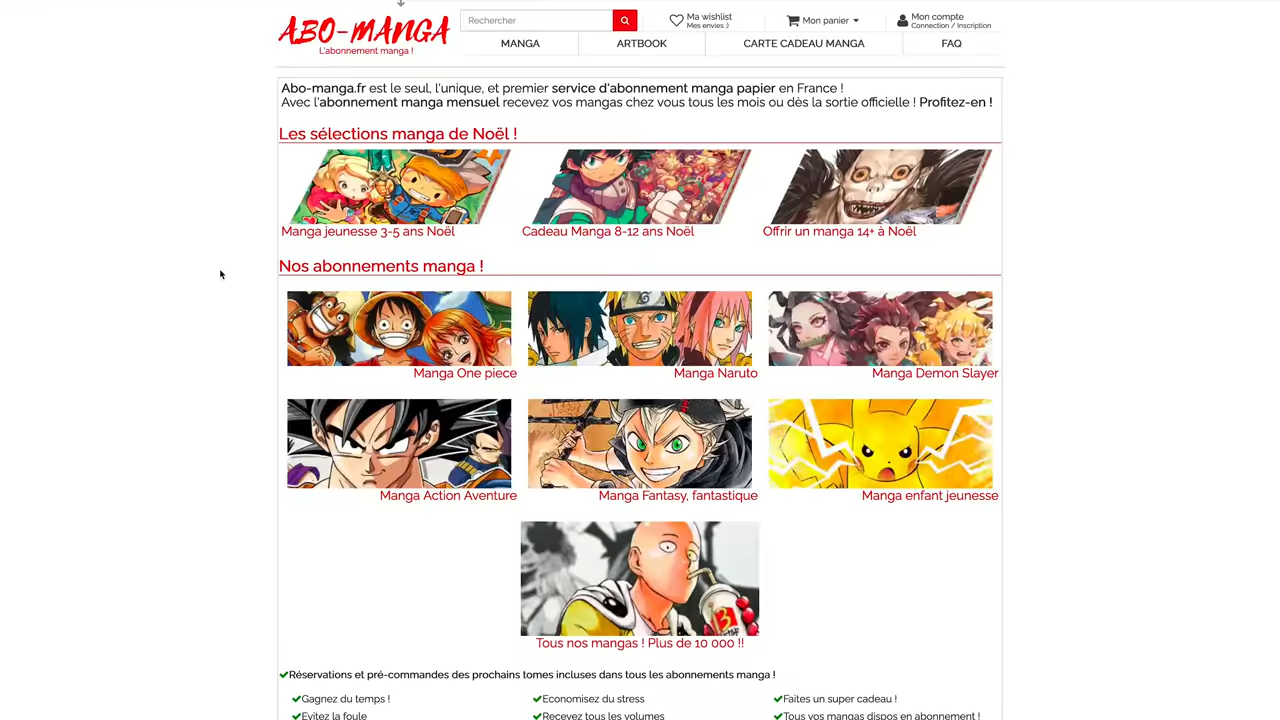 ABO-MANGA
L'abonnement manga !
Rechercher
Ma wishlist
Mes envies :)
Mon panier
Mon compte
Connection / Inscription
MANGA
ARTBOOK
CARTE CADEAU MANGA
FAQ
Abo-manga.fr est le seul, l'unique, et premier service d'abonnement manga papier en France !
Avec l'abonnement manga mensuel recevez vos mangas chez vous tous les mois ou dès la sortie officielle ! Profitez-en !
Les sélections manga de Noël !
Manga jeunesse 3-5 ans Noël
Cadeau Manga 8-12 ans Noël
Offrir un manga 14+ à Noël
Nos abonnements manga !
Manga One piece
Manga Naruto
Manga Demon Slayer
Manga Action Aventure
Manga Fantasy, fantastique
Manga enfant jeunesse
Tous nos mangas ! Plus de 10 000 !!
Réservations et pré-commandes des prochains tomes incluses dans tous les abonnements manga !
Gagnez du temps !
Economisez du stress
Faites un super cadeau !
Evitez la foule
Recevez tous les volumes
Tous vos mangas dispos en abonnement !